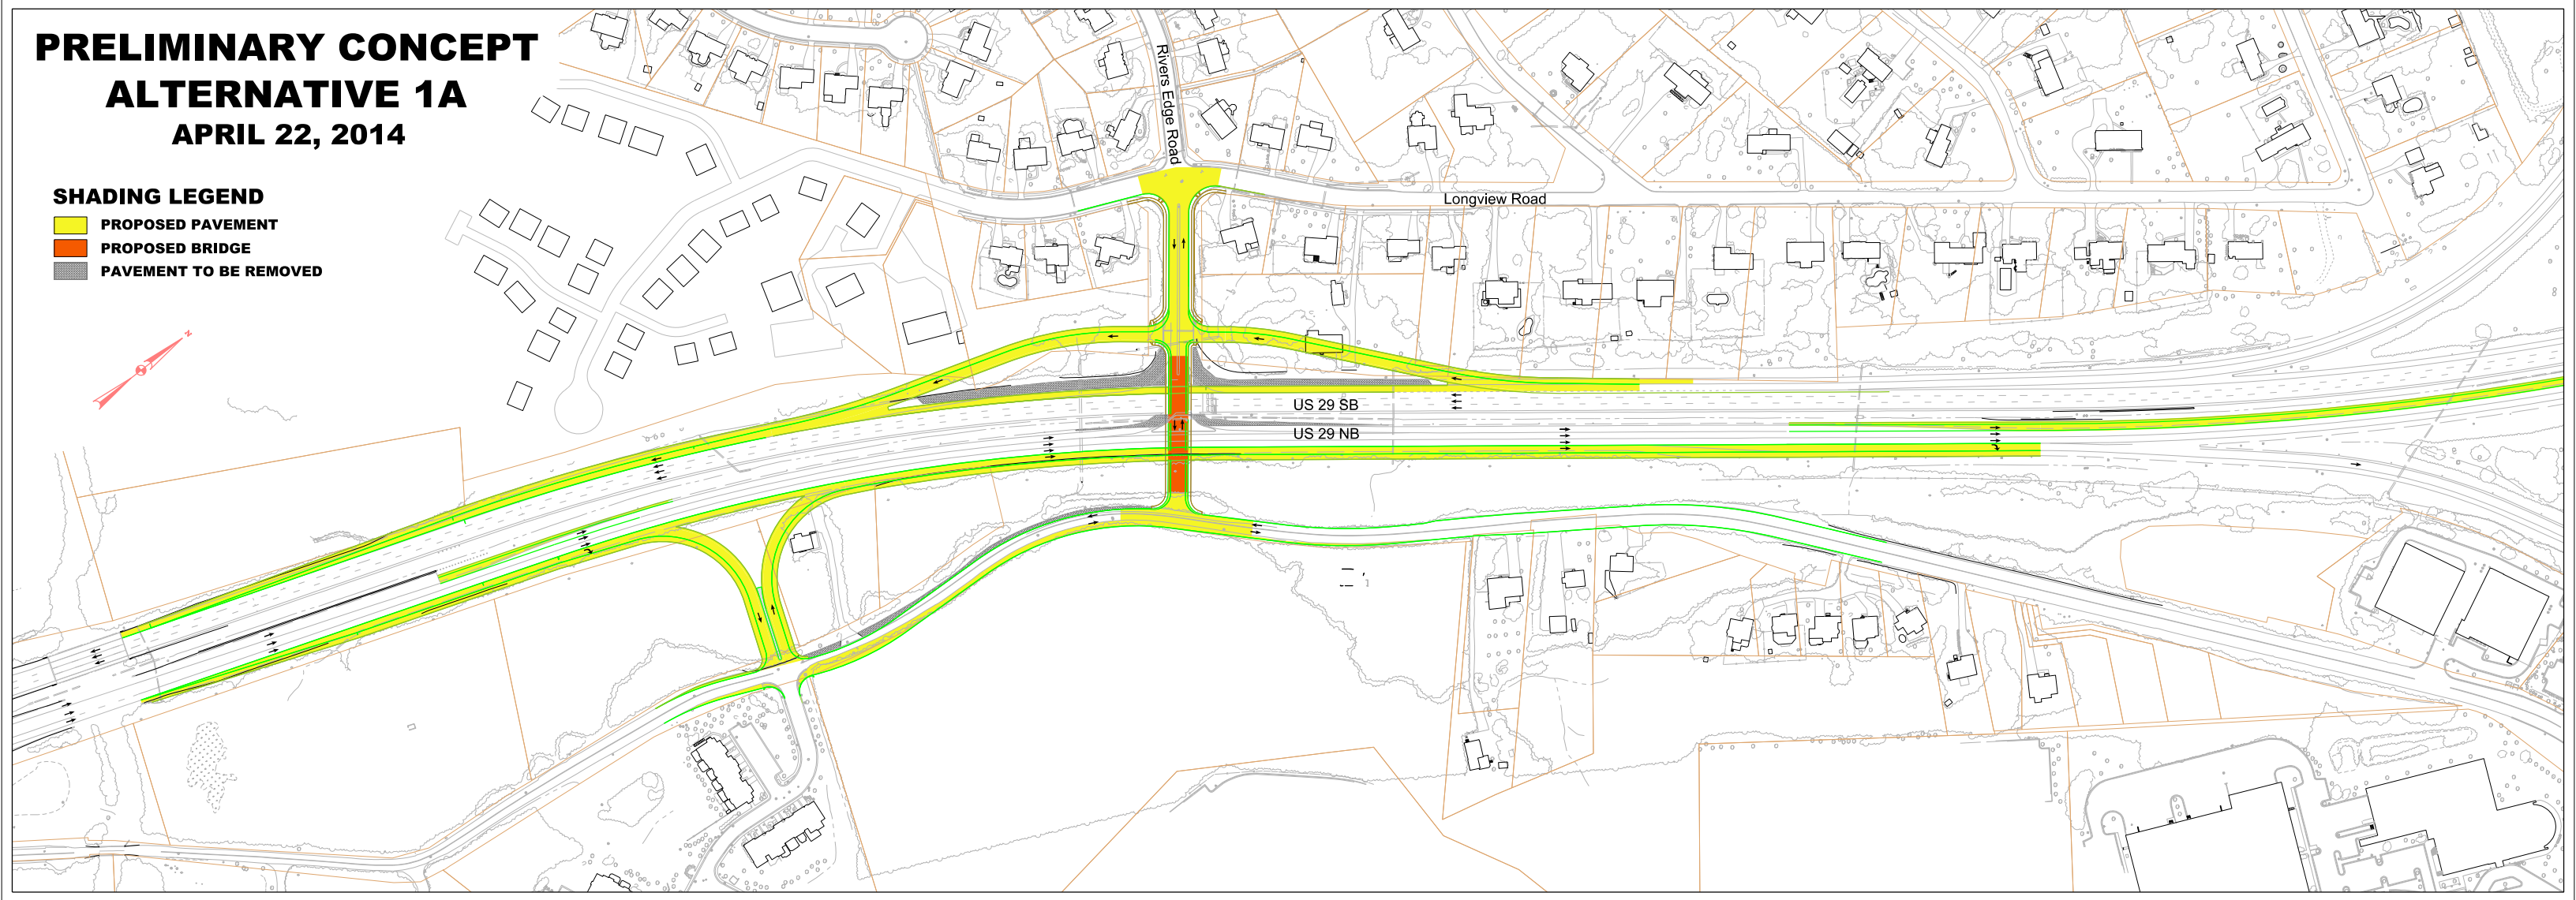 PRELIMINARY CONCEPT
ALTERNATIVE 1A
APRIL 22, 2014
SHADING LEGEND
PROPOSED PAVEMENT
PROPOSED BRIDGE
PAVEMENT TO BE REMOVED
N
Rivers Edge Road
Longview Road
US 29 SB
US 29 NB